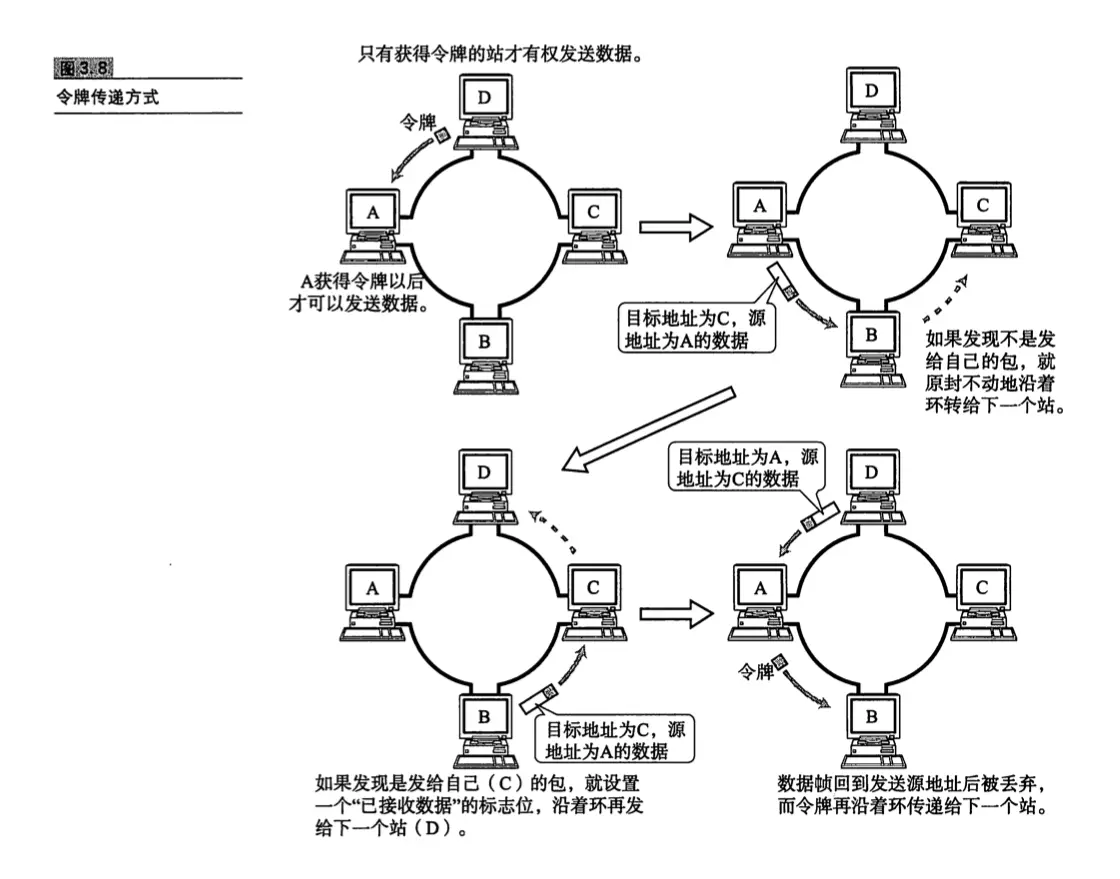 图3.8
令牌传递方式
只有获得令牌的站才有权发送数据。
D
令牌
A
C
A获得令牌以后
才可以发送数据。
B
D
A
C
目标地址为C，源
地址为A的数据
B
如果发现不是发
给自己的包，就
原封不动地沿着
环转给下一个站。
D
A
C
B
目标地址为C，源
地址为A的数据
如果发现是发给自己（C）的包，就设置
一个“已接收数据”的标志位，沿着环再发
给下一个站（D）。
目标地址为A，源
地址为C的数据
D
A
C
令牌
B
数据帧回到发送源地址后被丢弃，
而令牌再沿着环传递给下一个站。